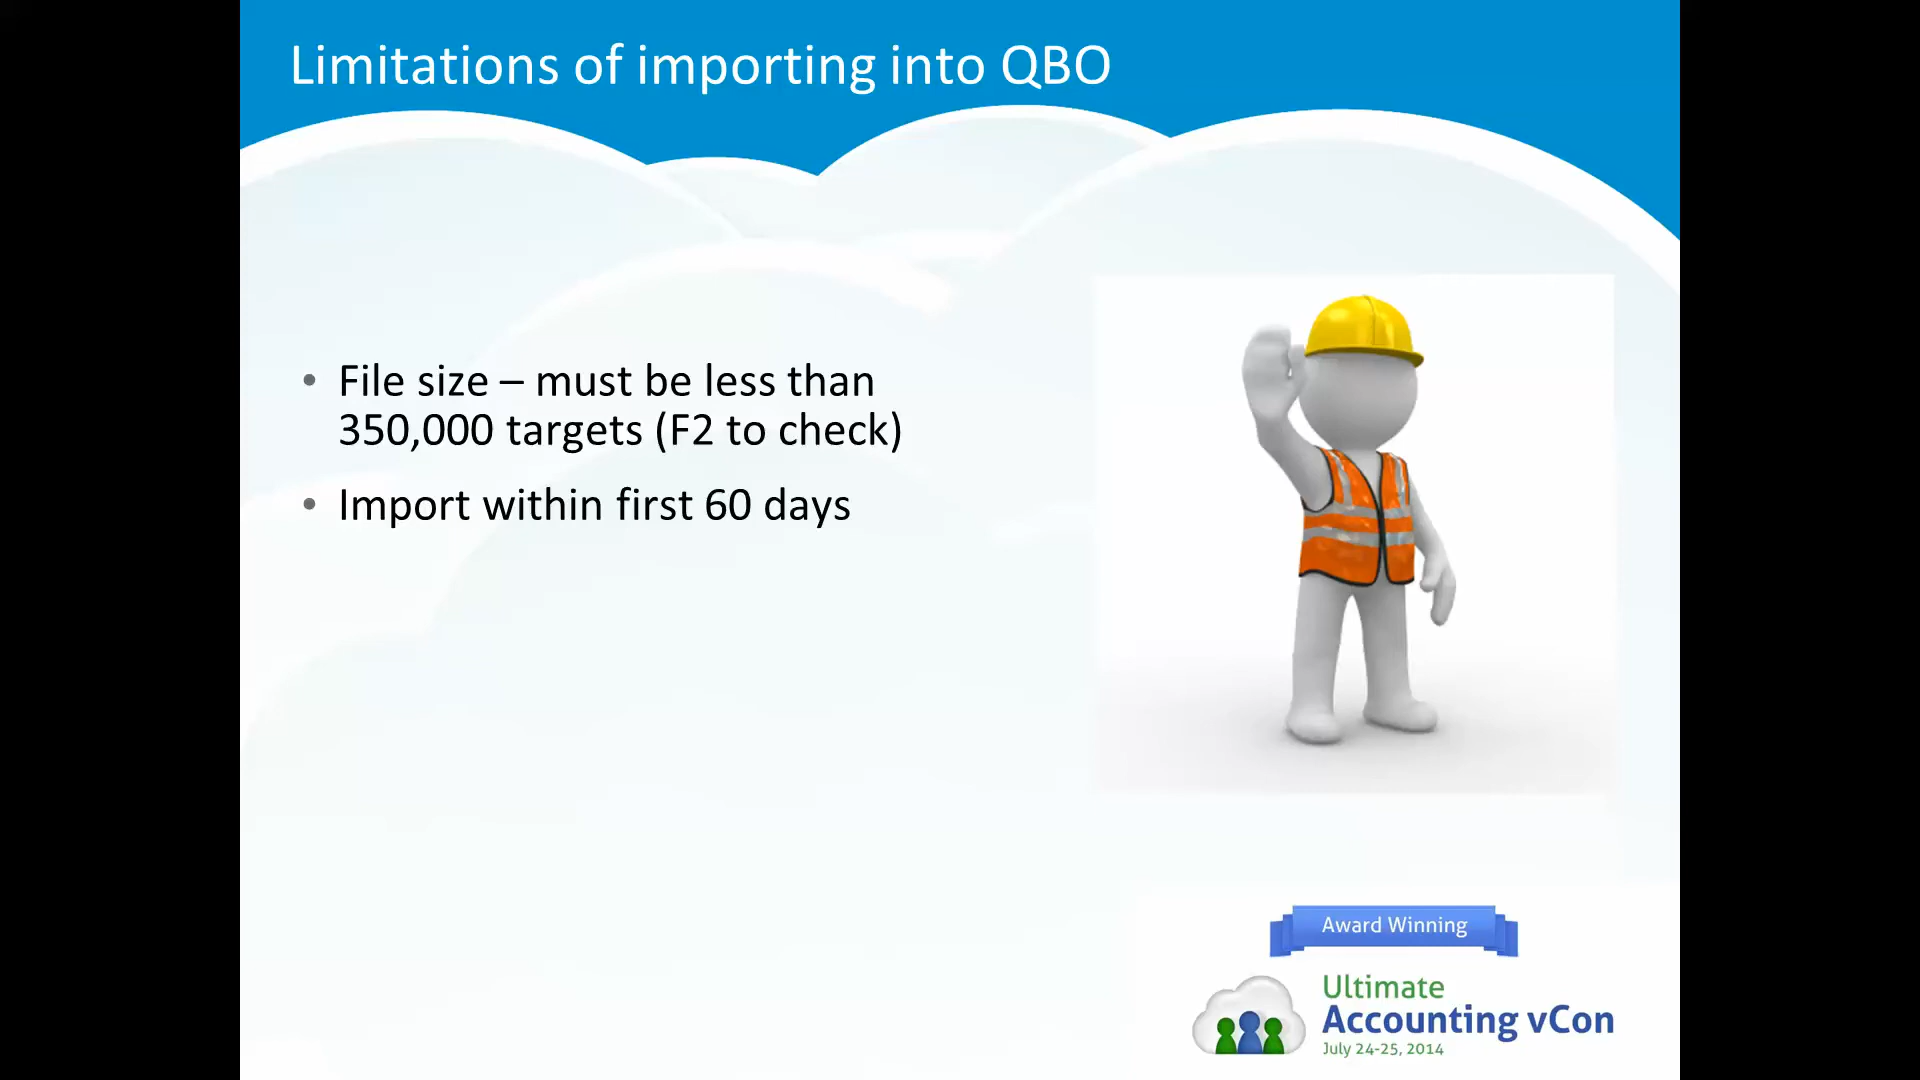 Limitations of importing into QBO
• File size – must be less than
350,000 targets (F2 to check)
• Import within first 60 days
Award Winning
Ultimate
Accounting vCon
July 24-25, 2014